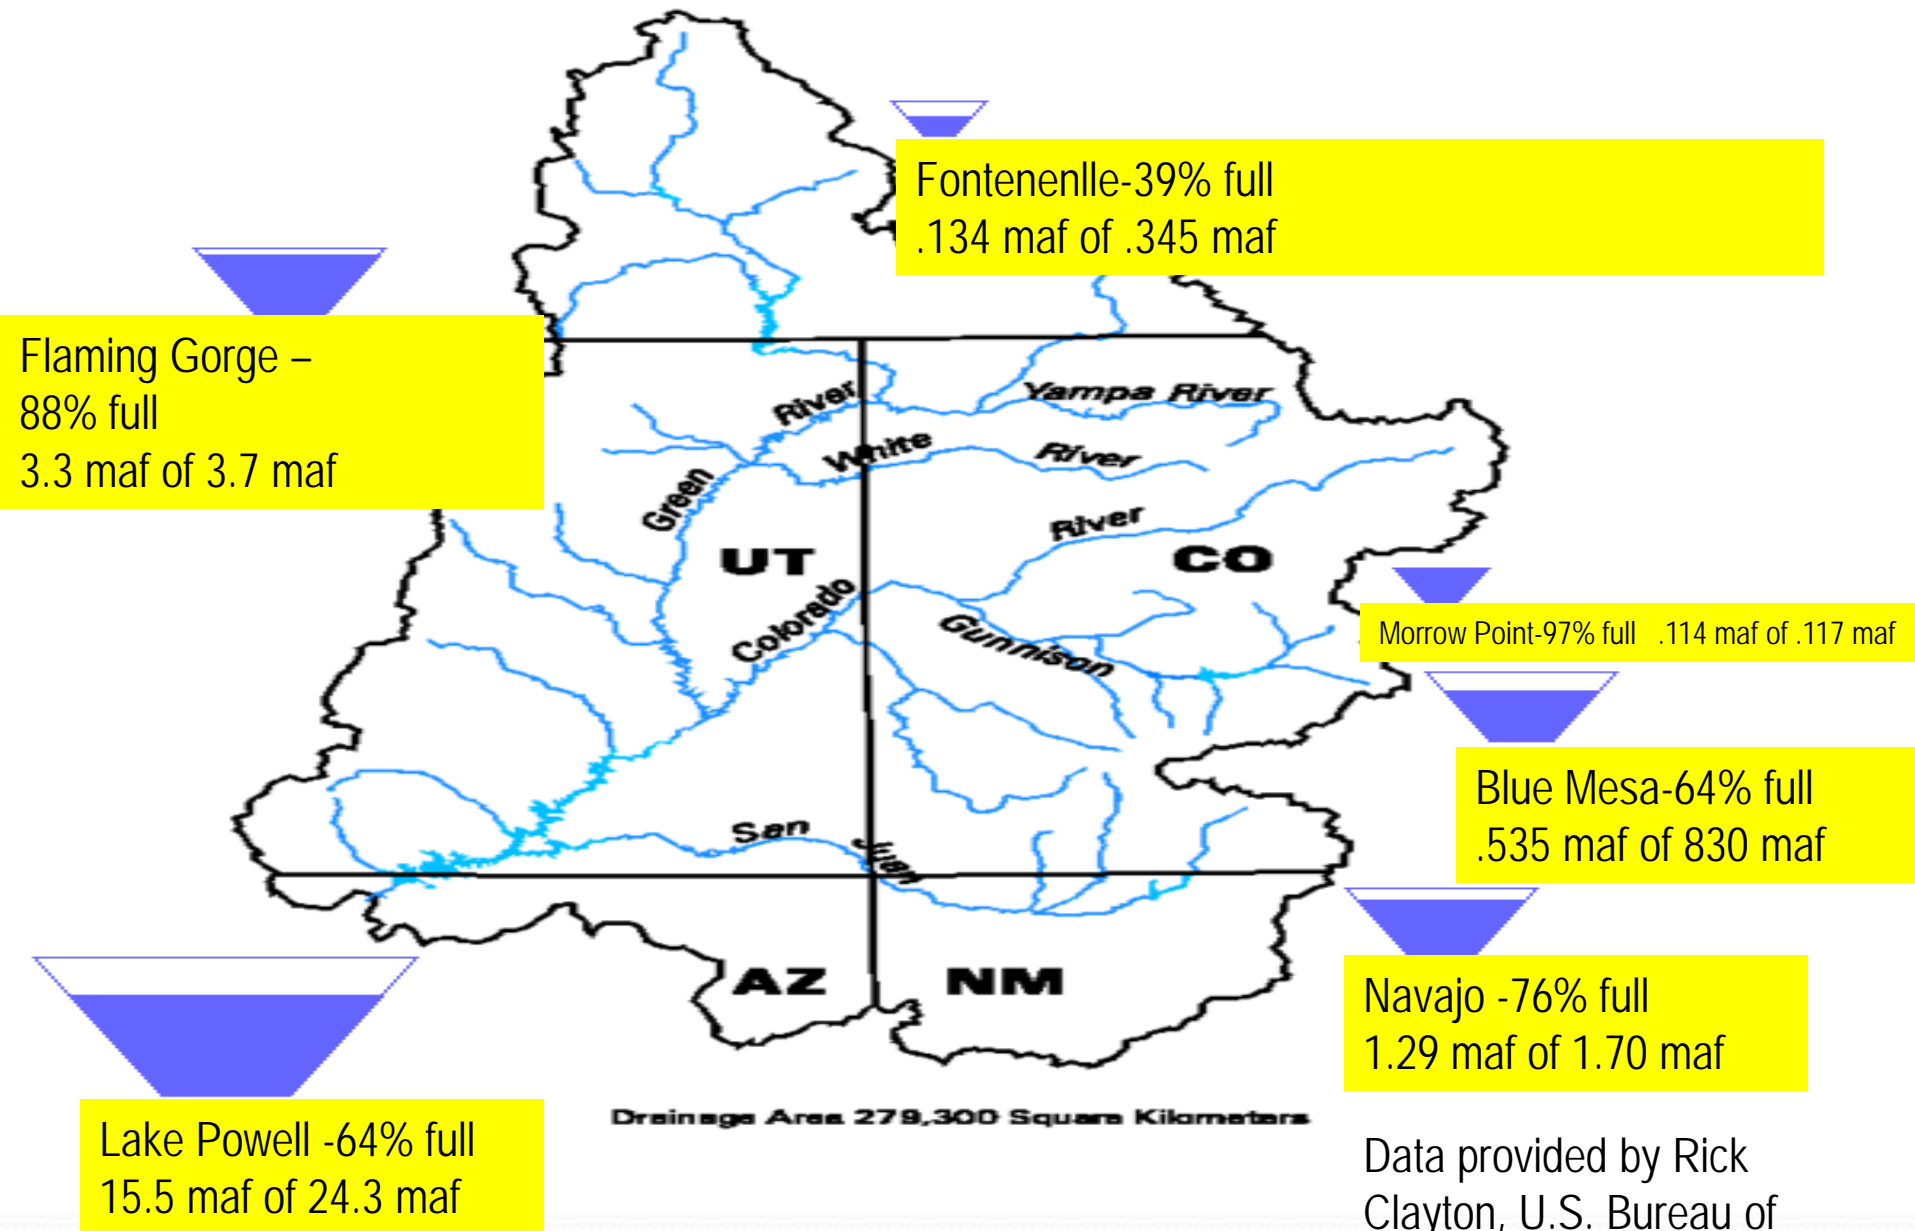 Fontenenlle-39% full
.134 maf of .345 maf
Flaming Gorge –
88% full
3.3 maf of 3.7 maf
Yampa River
River
White
River
Green
River
UT
CO
Colorado
Gunnison
Morrow Point-97% full .114 maf of .117 maf
Blue Mesa-64% full
.535 maf of 830 maf
San
Juan
AZ
NM
Navajo -76% full
1.29 maf of 1.70 maf
Drainage Area 279,300 Square Kilometers
Lake Powell -64% full
15.5 maf of 24.3 maf
Data provided by Rick
Clayton, U.S. Bureau of